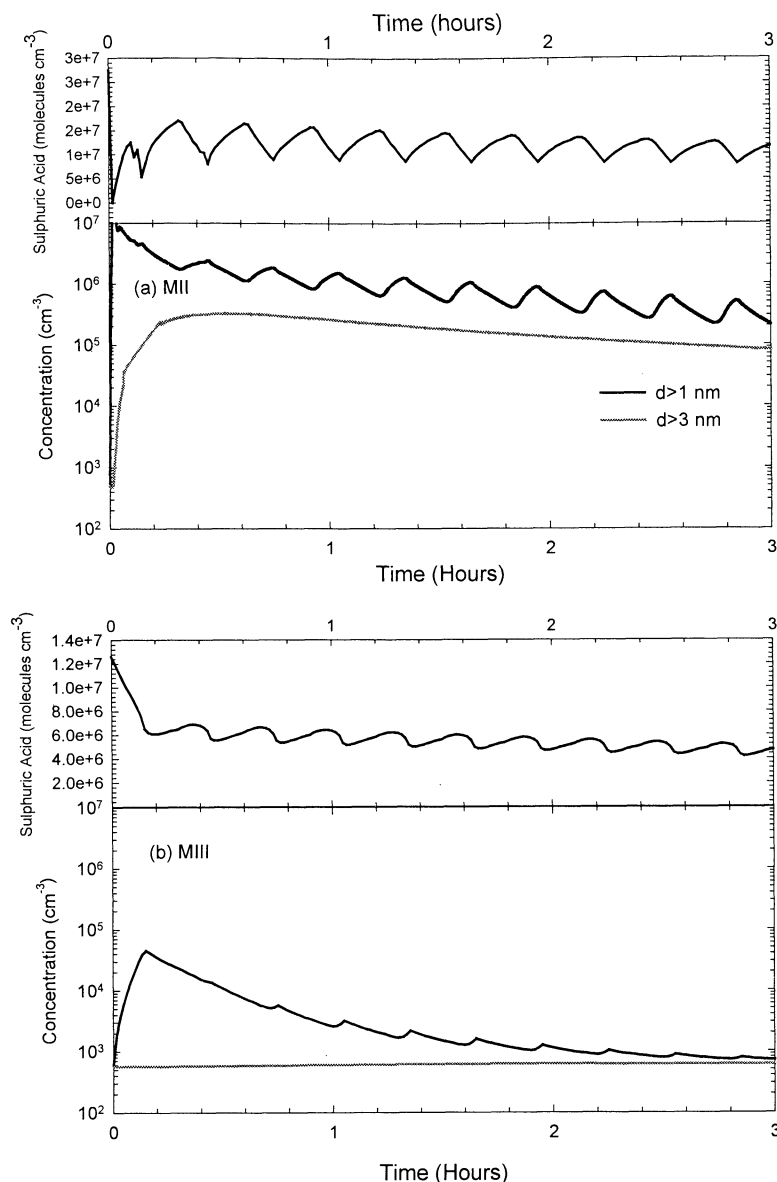 Time (hours)
0 1 2 3
Sulphuric Acid (molecules cm-3)
3e+7
2e+7
2e+7
1e+7
1e+7
5e+6
0e+0
Concentration (cm-3)
10^7
10^6
10^5
10^4
10^3
10^2
(a) MII
d>1 nm
d>3 nm
0 1 2 3
Time (Hours)
0 1 2 3
Sulphuric Acid (molecules cm-3)
1.4e+7
1.2e+7
1.0e+7
8.0e+6
6.0e+6
4.0e+6
2.0e+6
Concentration (cm-3)
10^7
10^6
10^5
10^4
10^3
10^2
(b) MIII
0 1 2 3
Time (Hours)